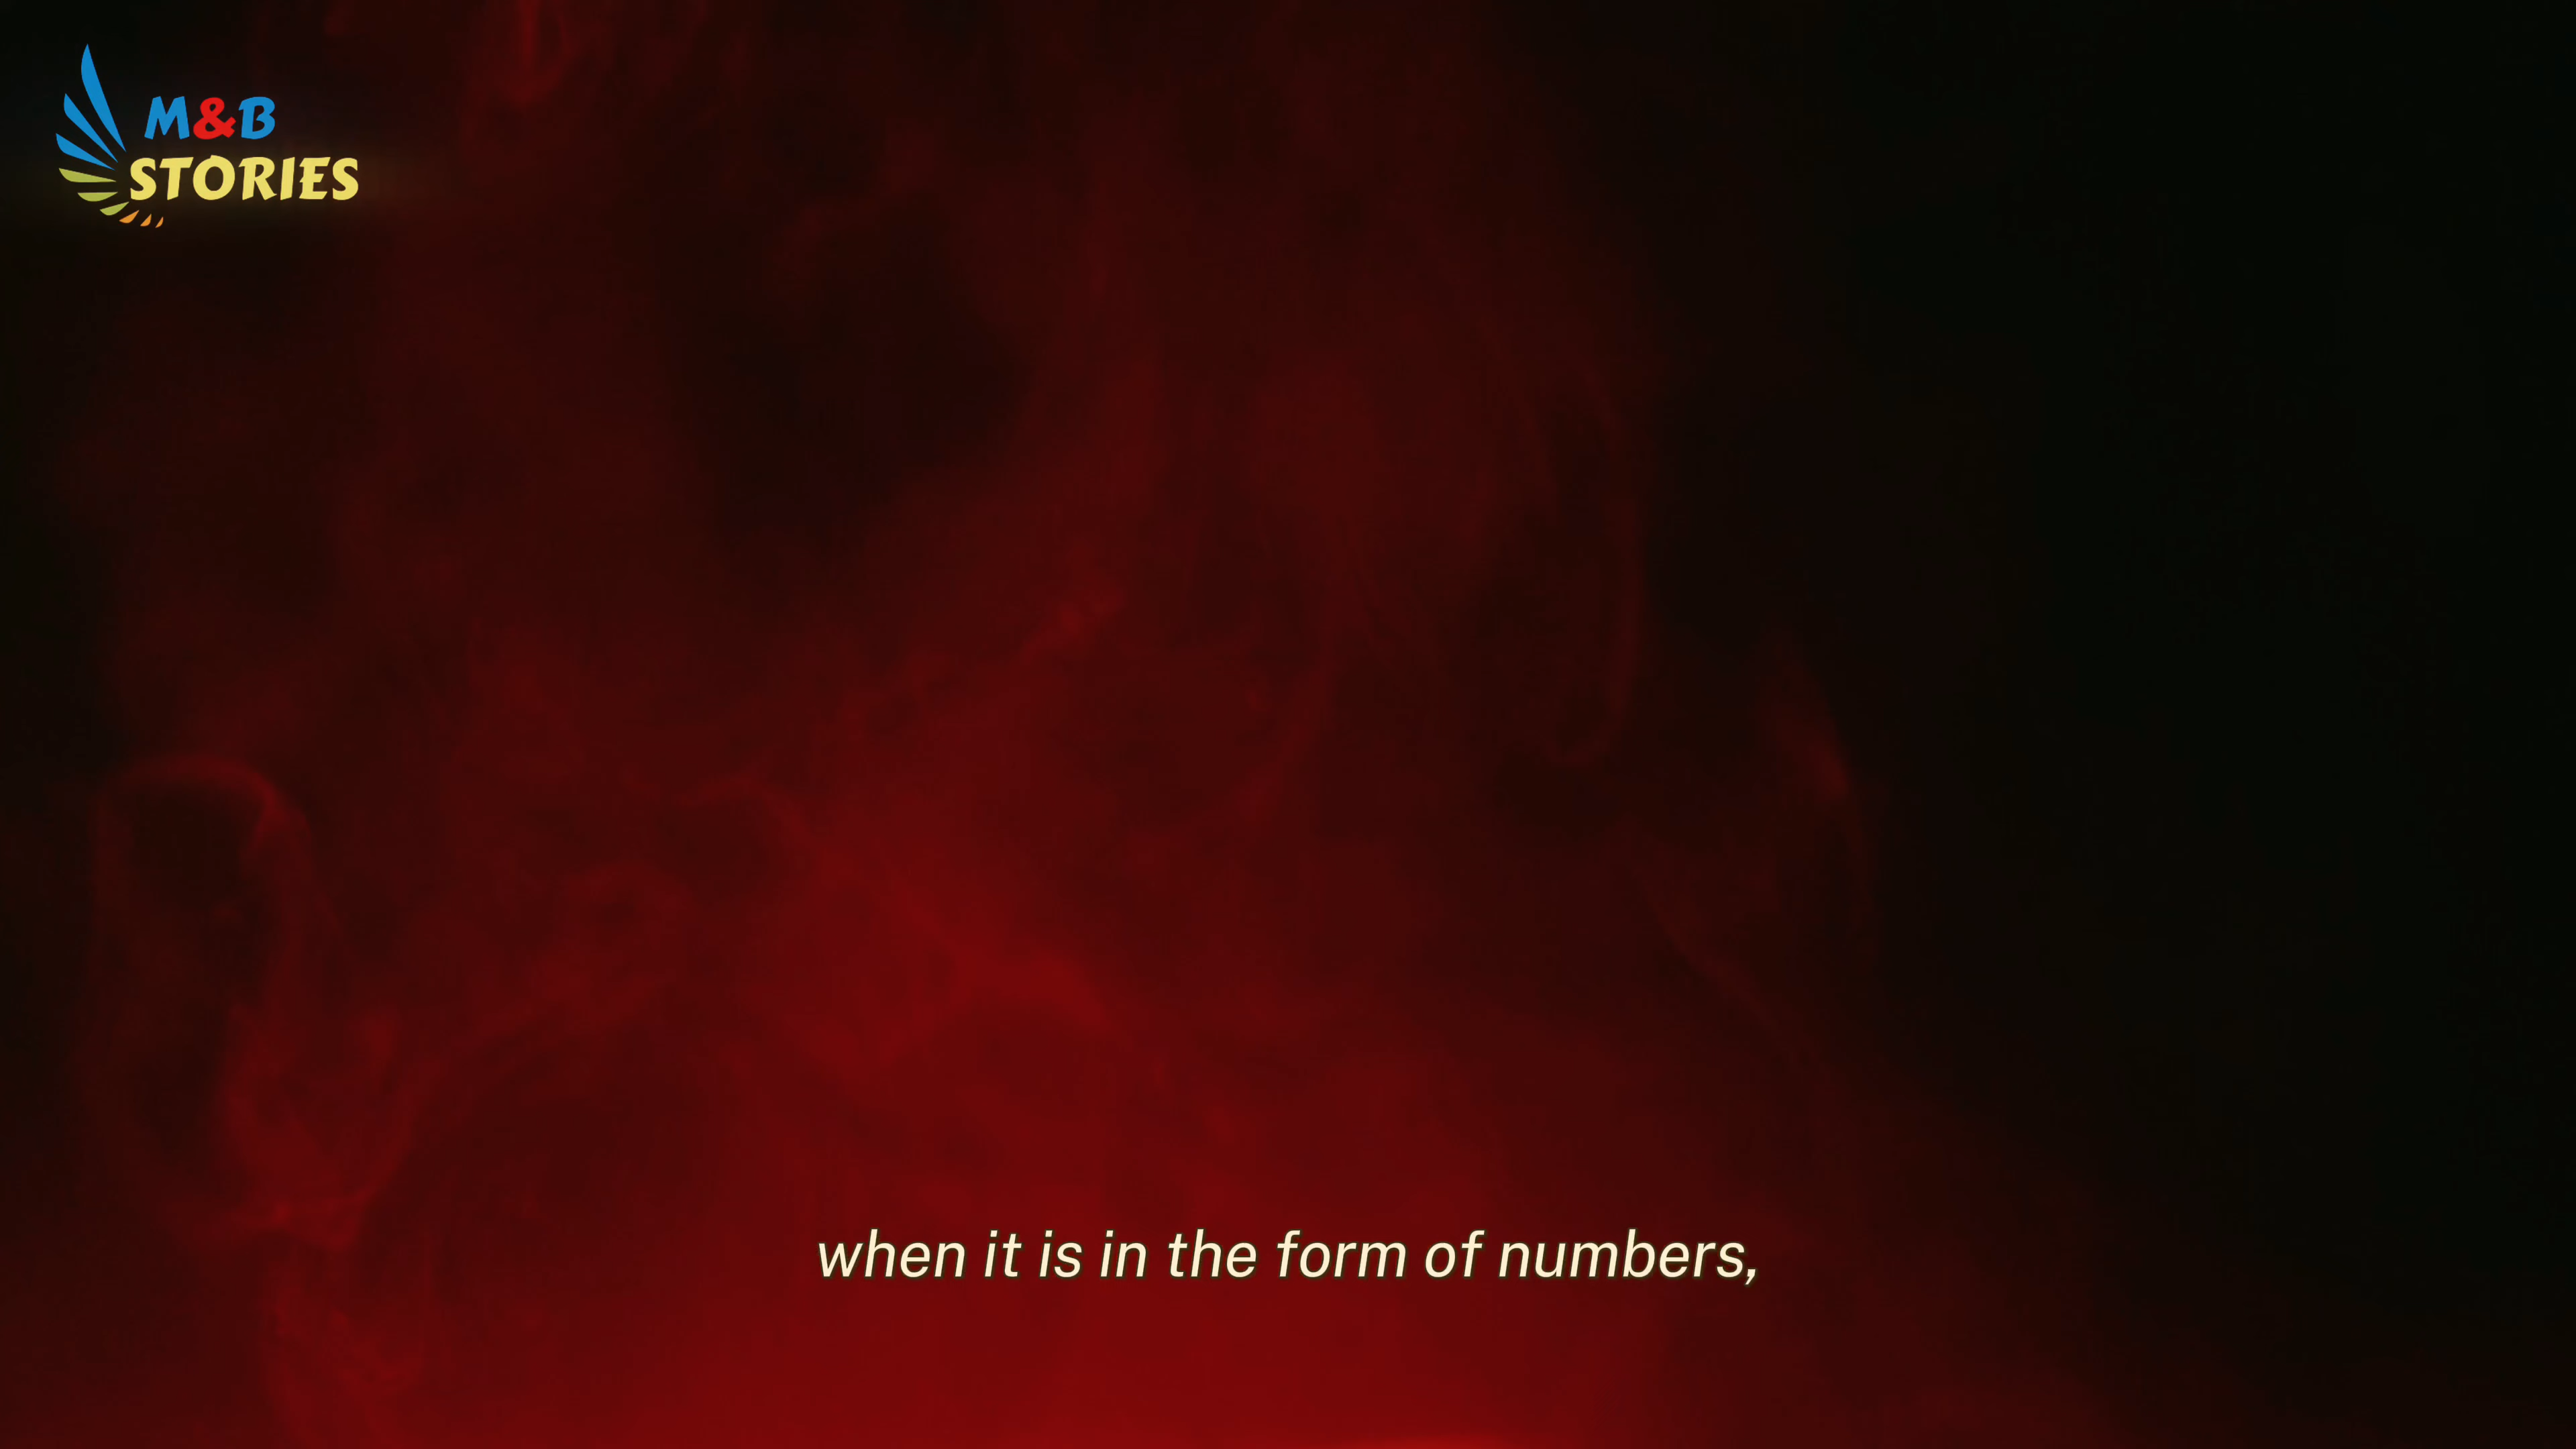 M&B
STORIES
when it is in the form of numbers,